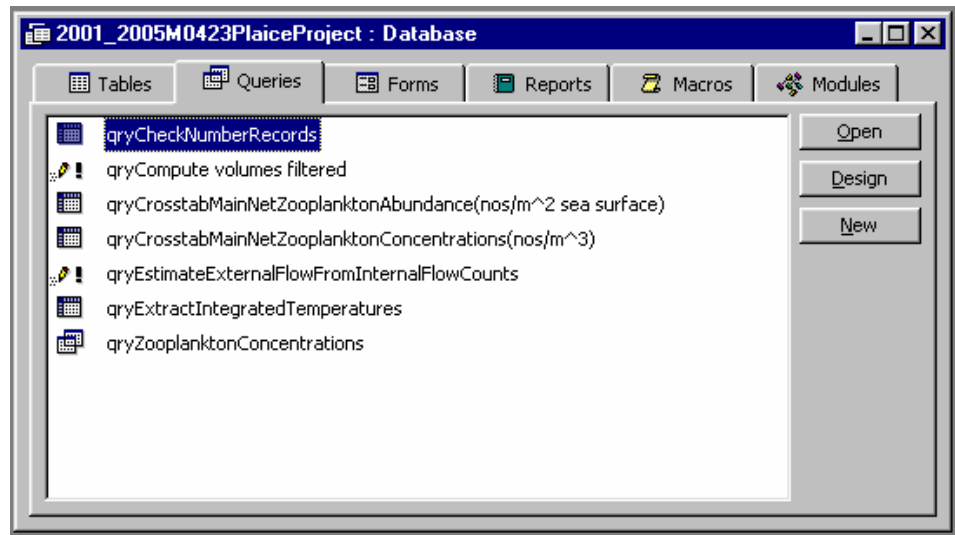 2001_2005M0423PlaiceProject : Database
Tables Queries Forms Reports Macros Modules
qryCheckNumberRecords
qryCompute volumes filtered
qryCrosstabMainNetZooplanktonAbundance(nos/m^2 sea surface)
qryCrosstabMainNetZooplanktonConcentrations(nos/m^3)
qryEstimateExternalFlowFromInternalFlowCounts
qryExtractIntegratedTemperatures
qryZooplanktonConcentrations
Open
Design
New